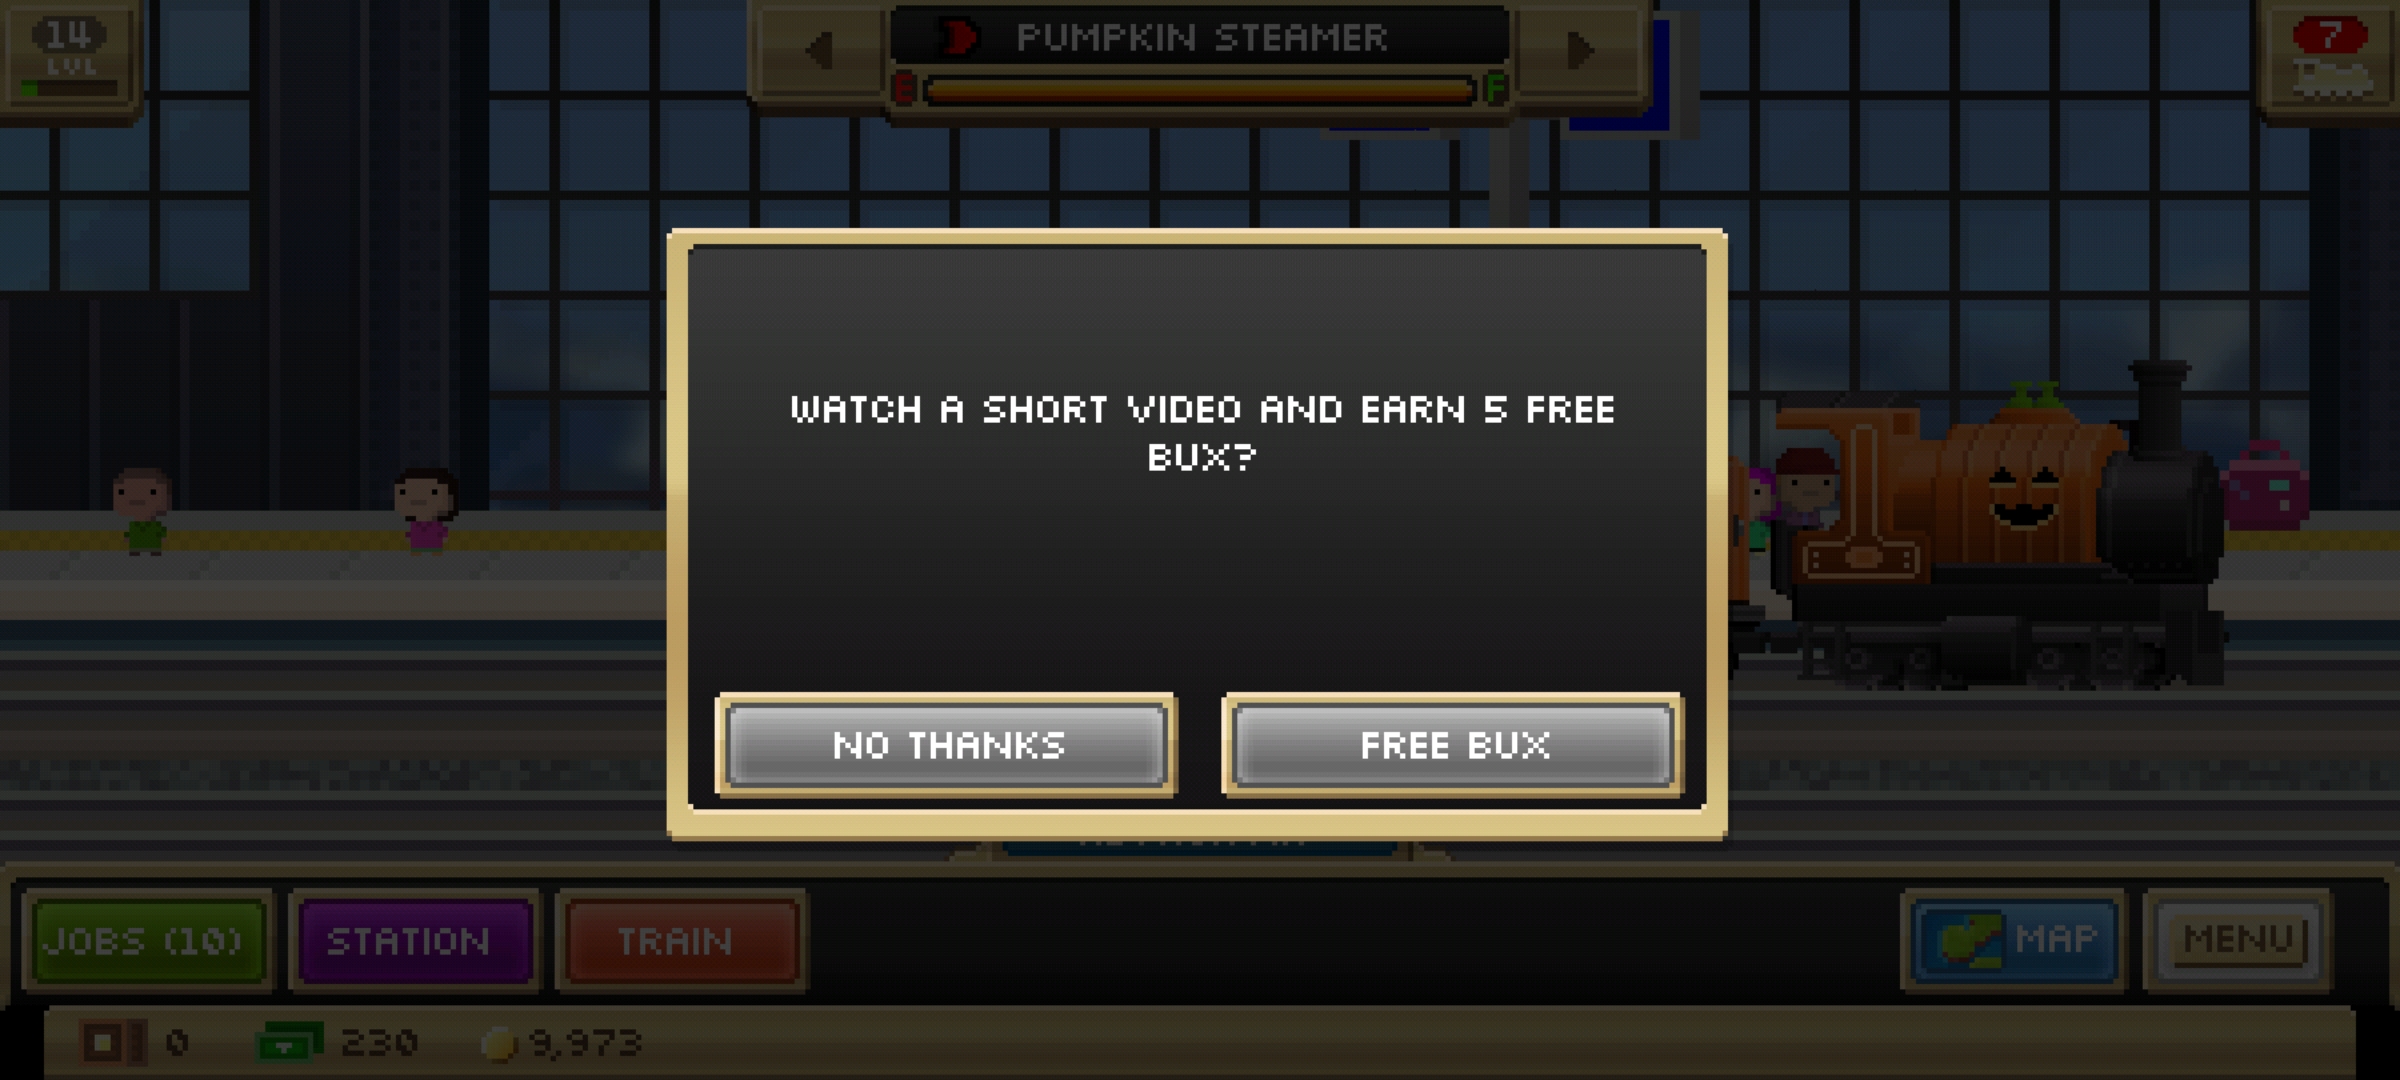 14
LVL
PUMPKIN STEAMER
E
F
7
WATCH A SHORT VIDEO AND EARN 5 FREE
BUX?
NO THANKS
FREE BUX
JOBS (10)
STATION
TRAIN
MAP
MENU
0
230
9,973